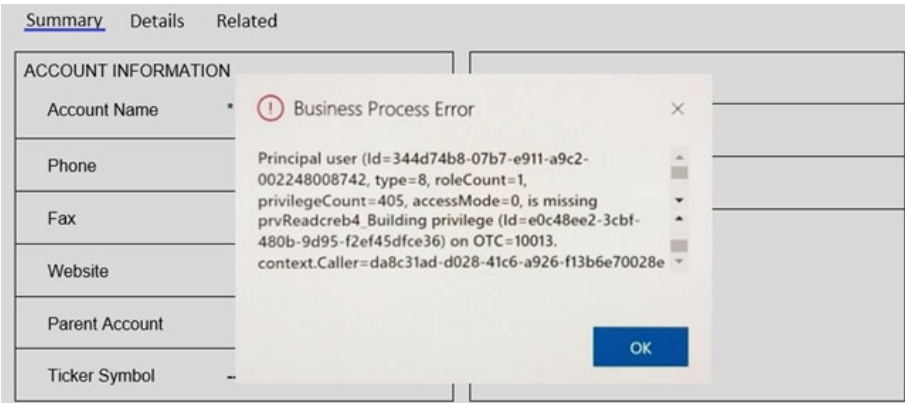 Summary Details Related
ACCOUNT INFORMATION
Account Name *
Phone
Fax
Website
Parent Account
Ticker Symbol --
Business Process Error
Principal user (Id=344d74b8-07b7-e911-a9c2-
002248008742, type=8, roleCount=1,
privilegeCount=405, accessMode=0, is missing
prvReadcreb4_Building privilege (Id=e0c48ee2-3cbf-
480b-9d95-f2ef45dfce36) on OTC=10013.
context.Caller=da8c31ad-d028-41c6-a926-f13b6e70028e
OK